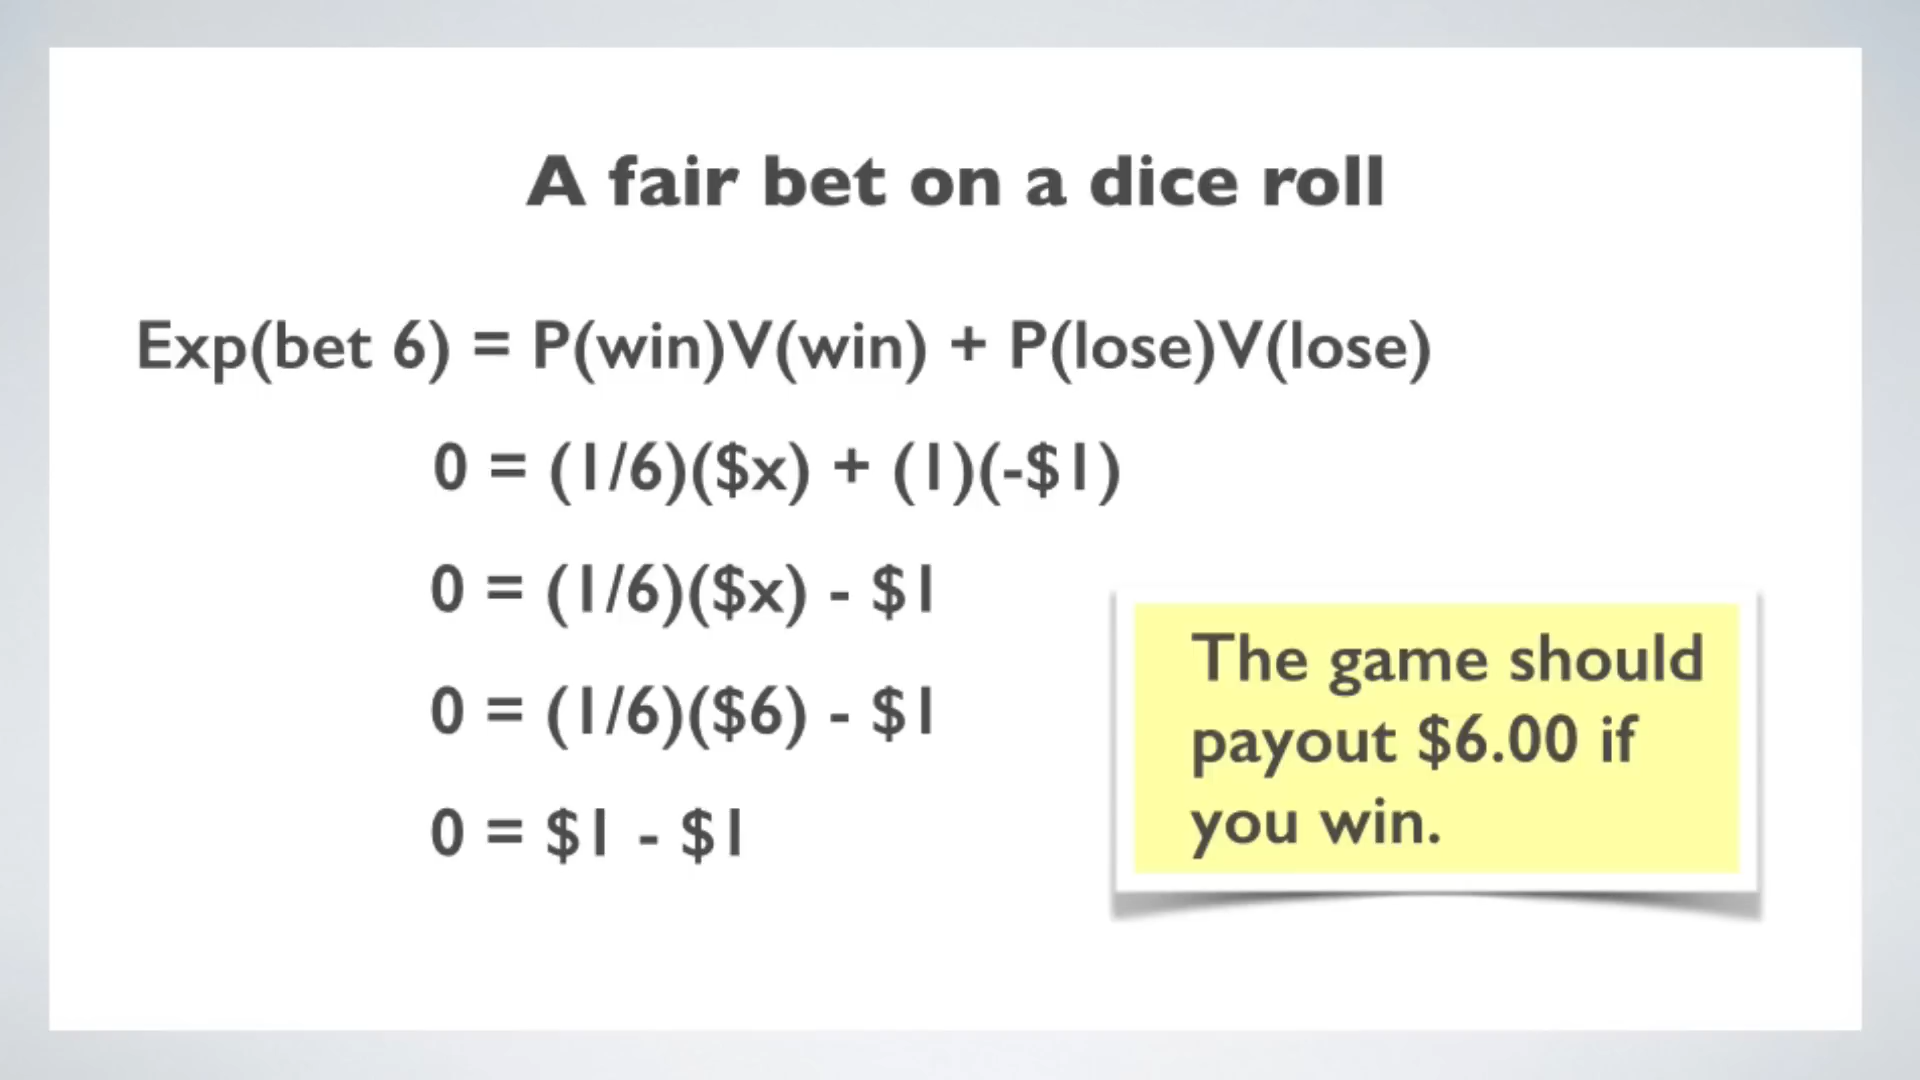 A fair bet on a dice roll
Exp(bet 6) = P(win)V(win) + P(lose)V(lose)
0 = (1/6)($x) + (1)(-$1)
0 = (1/6)($x) - $1
0 = (1/6)($6) - $1
0 = $1 - $1
The game should
payout $6.00 if
you win.